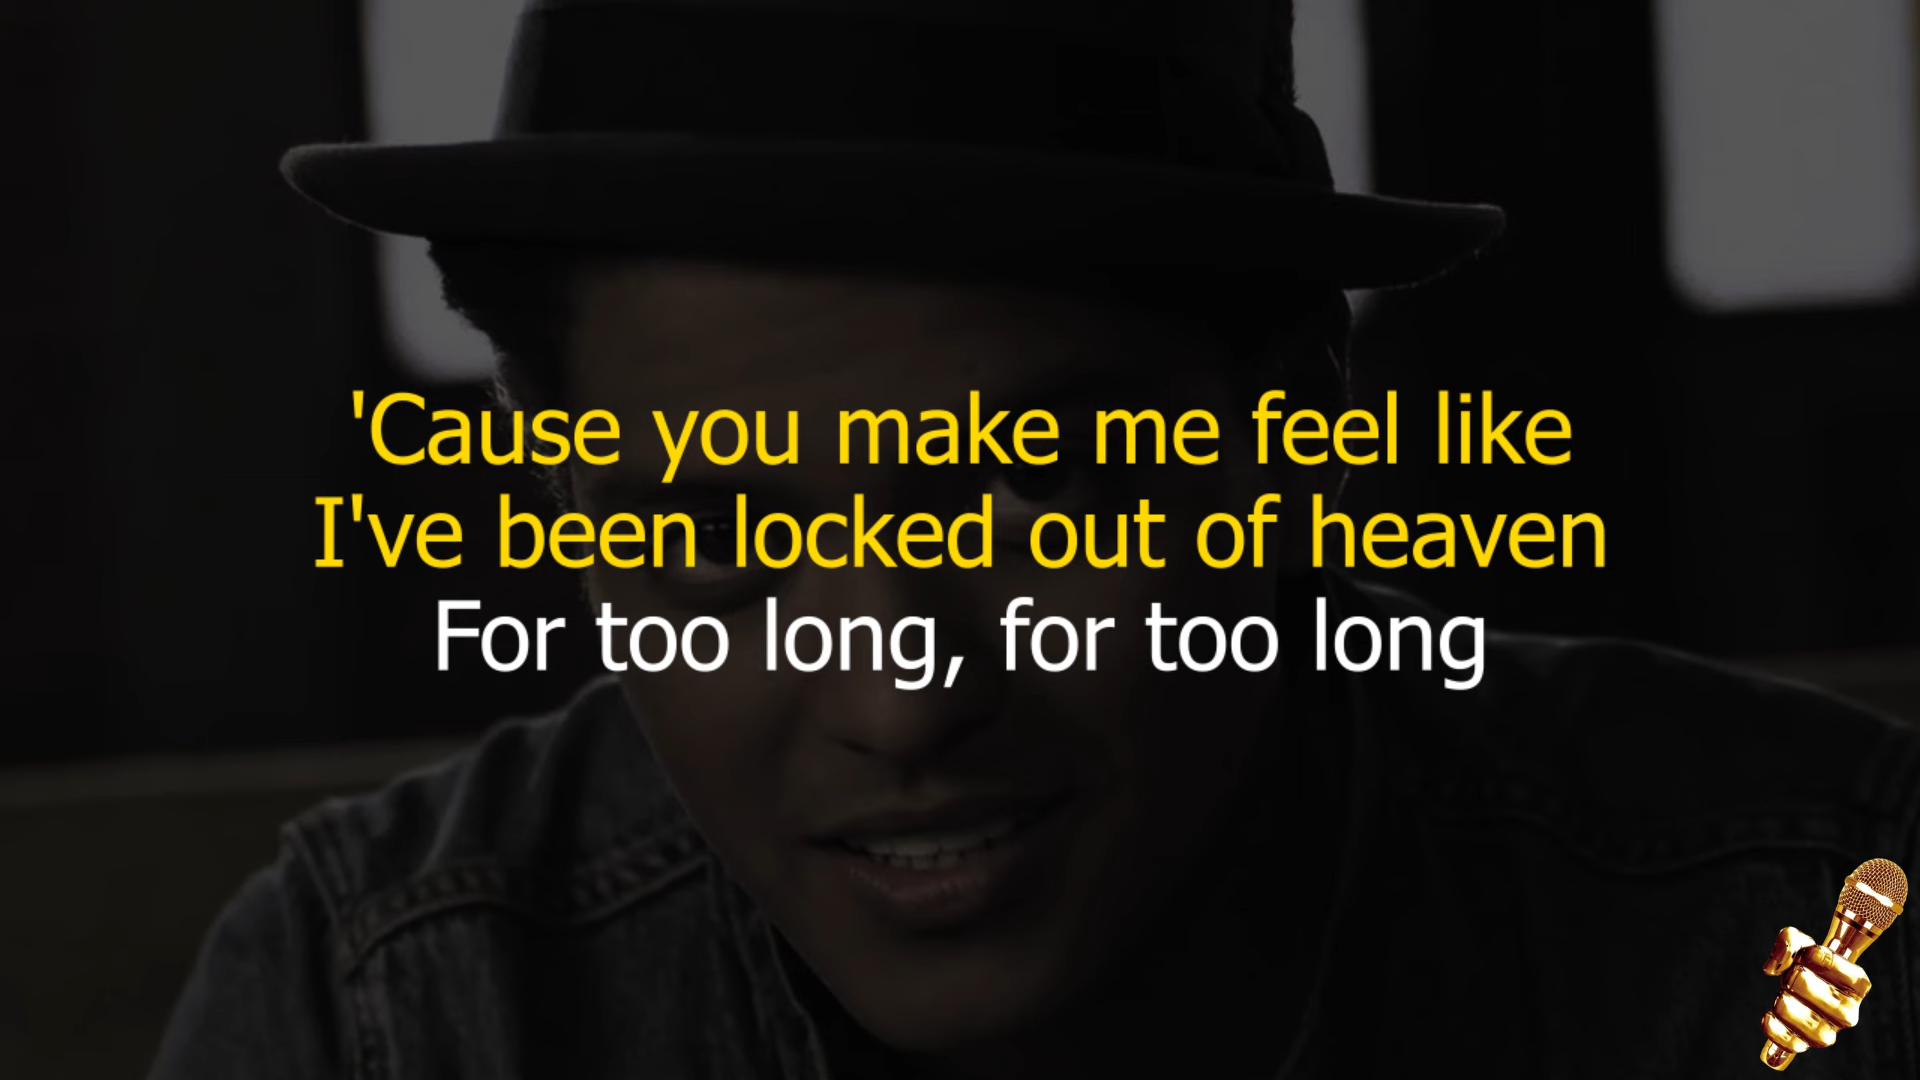 'Cause you make me feel like
I've been locked out of heaven
For too long, for too long